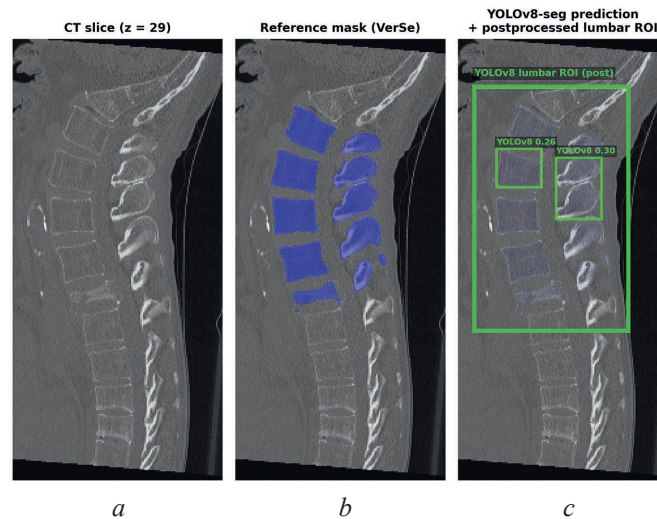 CT slice (z = 29)
Reference mask (VerSe)
YOLOv8-seg prediction
+ postprocessed lumbar ROI
YOLOv8 lumbar ROI (post)
YOLOv8 0.26
YOLOv8 0.30
a
b
c